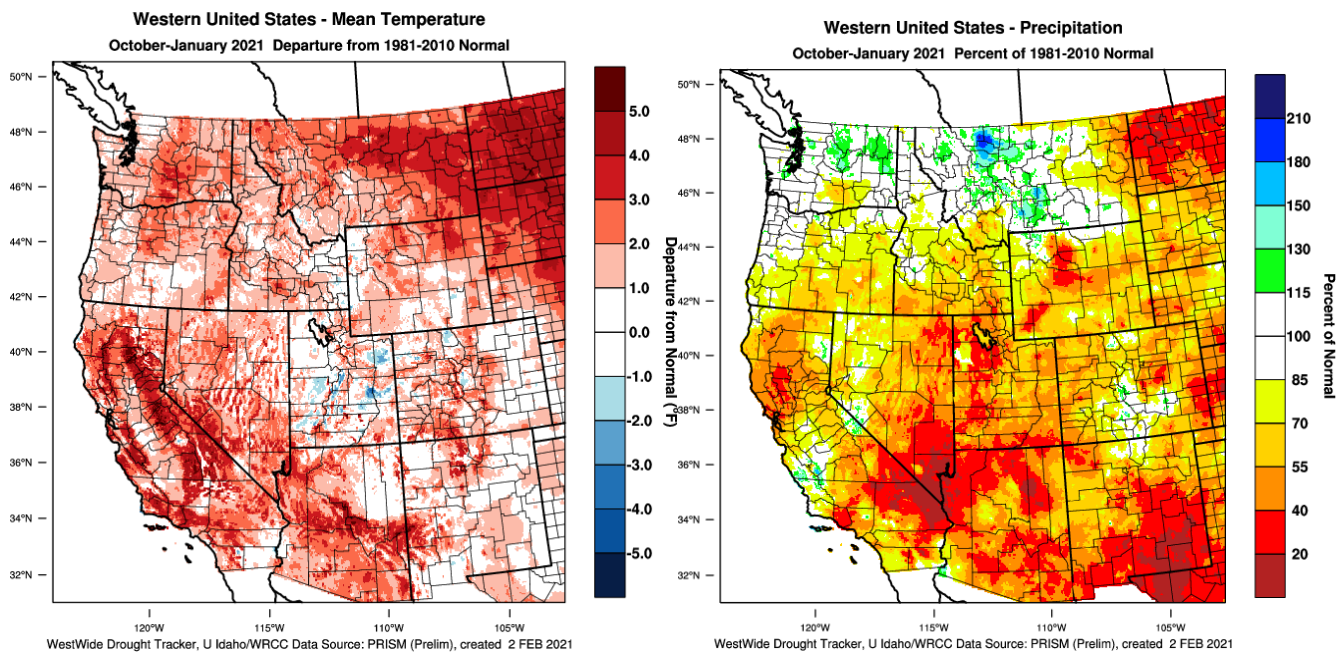 Western United States - Mean Temperature
October-January 2021 Departure from 1981-2010 Normal
50°N
48°N
46°N
44°N
42°N
40°N
38°N
36°N
34°N
32°N
120°W
115°W
110°W
105°W
5.0
4.0
3.0
2.0
1.0
0.0
-1.0
-2.0
-3.0
-4.0
-5.0
Departure from Normal (F)
WestWide Drought Tracker, U Idaho/WRCC Data Source: PRISM (Prelim), created 2 FEB 2021
Western United States - Precipitation
October-January 2021 Percent of 1981-2010 Normal
50°N
48°N
46°N
44°N
42°N
40°N
38°N
36°N
34°N
32°N
120°W
115°W
110°W
105°W
210
180
150
130
115
100
85
70
55
40
20
Percent of Normal
WestWide Drought Tracker, U Idaho/WRCC Data Source: PRISM (Prelim), created 2 FEB 2021